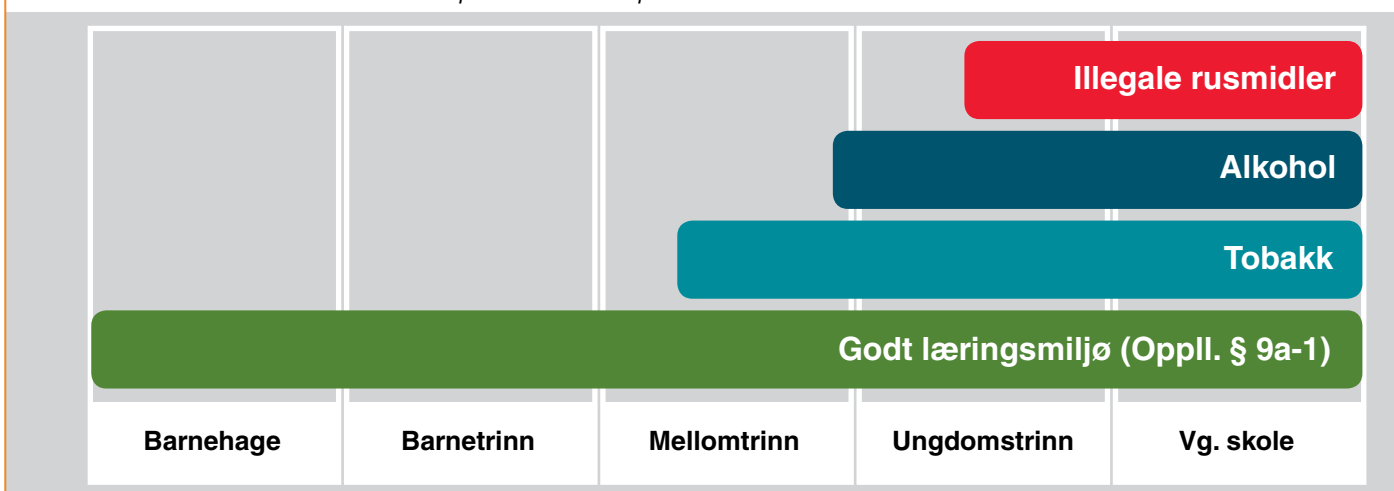 Illegale rusmidler
Alkohol
Tobakk
Godt læringsmiljø (Oppll. § 9a-1)
Barnehage Barnetrinn Mellomtrinn Ungdomstrinn Vg. skole